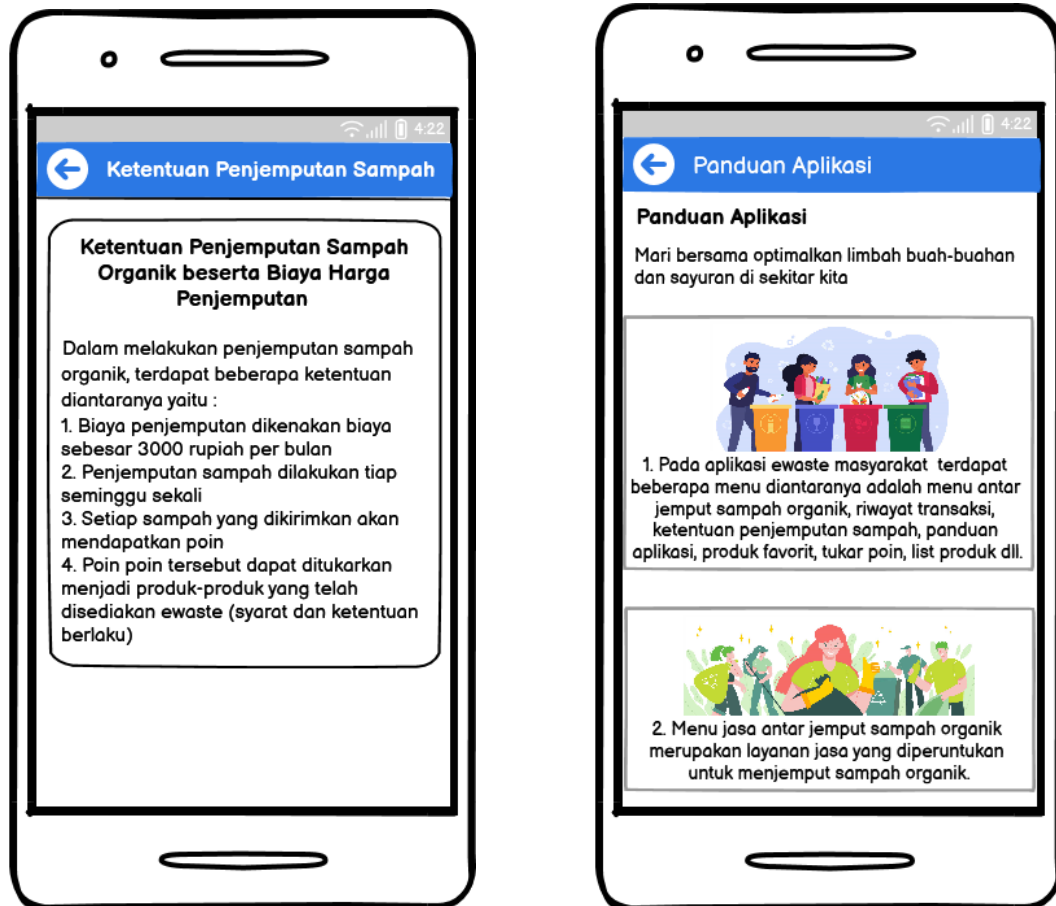 4:22
Ketentuan Penjemputan Sampah
Ketentuan Penjemputan Sampah
Organik beserta Biaya Harga
Penjemputan
Dalam melakukan penjemputan sampah
organik, terdapat beberapa ketentuan
diantaranya yaitu :
1. Biaya penjemputan dikenakan biaya
sebesar 3000 rupiah per bulan
2. Penjemputan sampah dilakukan tiap
seminggu sekali
3. Setiap sampah yang dikirimkan akan
mendapatkan poin
4. Poin poin tersebut dapat ditukarkan
menjadi produk-produk yang telah
disediakan ewaste (syarat dan ketentuan
berlaku)
4:22
Panduan Aplikasi
Panduan Aplikasi
Mari bersama optimalkan limbah buah-buahan
dan sayuran di sekitar kita
1. Pada aplikasi ewaste masyarakat terdapat
beberapa menu diantaranya adalah menu antar
jemput sampah organik, riwayat transaksi,
ketentuan penjemputan sampah, panduan
aplikasi, produk favorit, tukar poin, list produk dll.
2. Menu jasa antar jemput sampah organik
merupakan layanan jasa yang diperuntukan
untuk menjemput sampah organik.